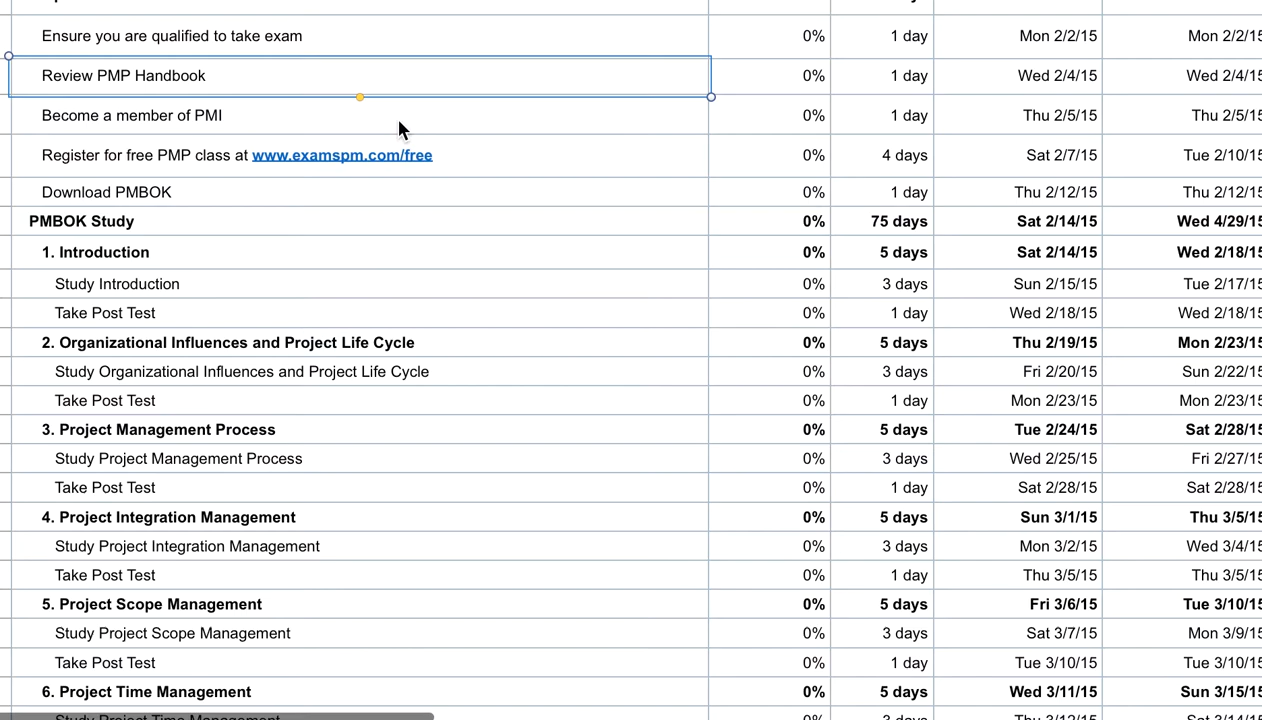 Ensure you are qualified to take exam 0% 1 day Mon 2/2/15 Mon 2/2/15
Review PMP Handbook 0% 1 day Wed 2/4/15 Wed 2/4/15
Become a member of PMI 0% 1 day Thu 2/5/15 Thu 2/5/15
Register for free PMP class at www.examspm.com/free 0% 4 days Sat 2/7/15 Tue 2/10/15
Download PMBOK 0% 1 day Thu 2/12/15 Thu 2/12/15
PMBOK Study 0% 75 days Sat 2/14/15 Wed 4/29/15
1. Introduction 0% 5 days Sat 2/14/15 Wed 2/18/15
Study Introduction 0% 3 days Sun 2/15/15 Tue 2/17/15
Take Post Test 0% 1 day Wed 2/18/15 Wed 2/18/15
2. Organizational Influences and Project Life Cycle 0% 5 days Thu 2/19/15 Mon 2/23/15
Study Organizational Influences and Project Life Cycle 0% 3 days Fri 2/20/15 Sun 2/22/15
Take Post Test 0% 1 day Mon 2/23/15 Mon 2/23/15
3. Project Management Process 0% 5 days Tue 2/24/15 Sat 2/28/15
Study Project Management Process 0% 3 days Wed 2/25/15 Fri 2/27/15
Take Post Test 0% 1 day Sat 2/28/15 Sat 2/28/15
4. Project Integration Management 0% 5 days Sun 3/1/15 Thu 3/5/15
Study Project Integration Management 0% 3 days Mon 3/2/15 Wed 3/4/15
Take Post Test 0% 1 day Thu 3/5/15 Thu 3/5/15
5. Project Scope Management 0% 5 days Fri 3/6/15 Tue 3/10/15
Study Project Scope Management 0% 3 days Sat 3/7/15 Mon 3/9/15
Take Post Test 0% 1 day Tue 3/10/15 Tue 3/10/15
6. Project Time Management 0% 5 days Wed 3/11/15 Sun 3/15/15
Study Project Time Management 0% 3 days Thu 3/12/15 Sat 3/14/15